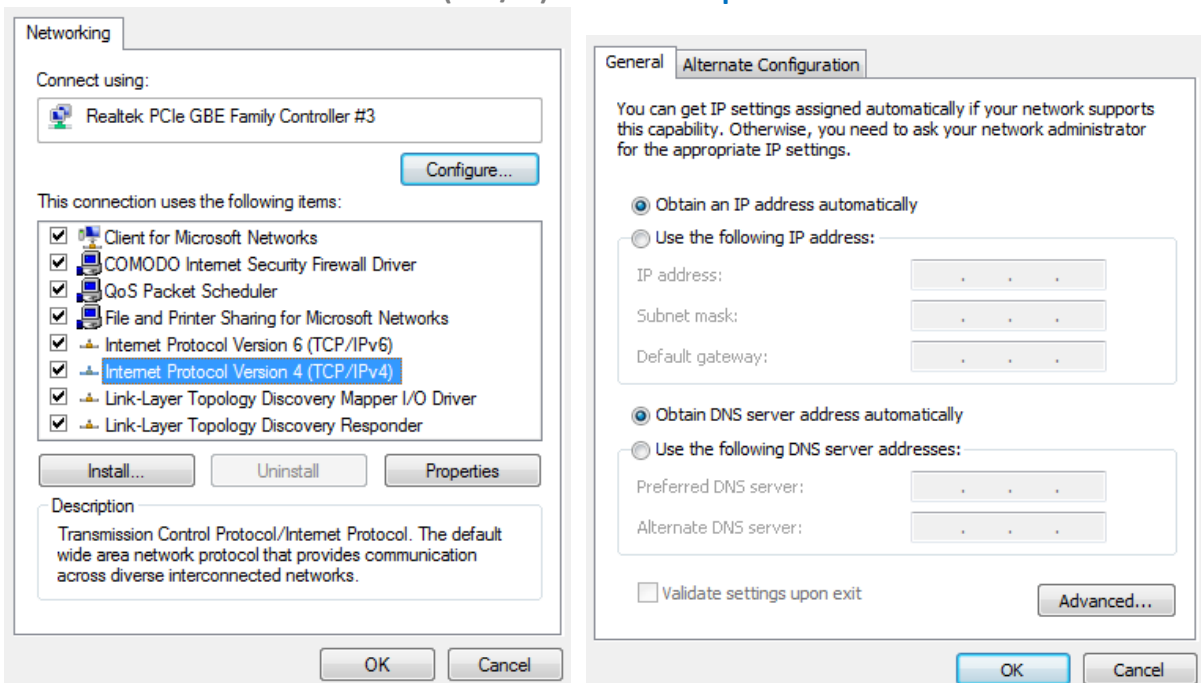 Networking
Connect using:
Realtek PCIe GBE Family Controller #3
Configure...
This connection uses the following items:
Client for Microsoft Networks
COMODO Internet Security Firewall Driver
QoS Packet Scheduler
File and Printer Sharing for Microsoft Networks
Internet Protocol Version 6 (TCP/IPv6)
Internet Protocol Version 4 (TCP/IPv4)
Link-Layer Topology Discovery Mapper I/O Driver
Link-Layer Topology Discovery Responder
Install...
Uninstall
Properties
Description
Transmission Control Protocol/Internet Protocol. The default
wide area network protocol that provides communication
across diverse interconnected networks.
OK
Cancel
General
Alternate Configuration
You can get IP settings assigned automatically if your network supports
this capability. Otherwise, you need to ask your network administrator
for the appropriate IP settings.
Obtain an IP address automatically
Use the following IP address:
IP address:
Subnet mask:
Default gateway:
Obtain DNS server address automatically
Use the following DNS server addresses:
Preferred DNS server:
Alternate DNS server:
Validate settings upon exit
Advanced...
OK
Cancel